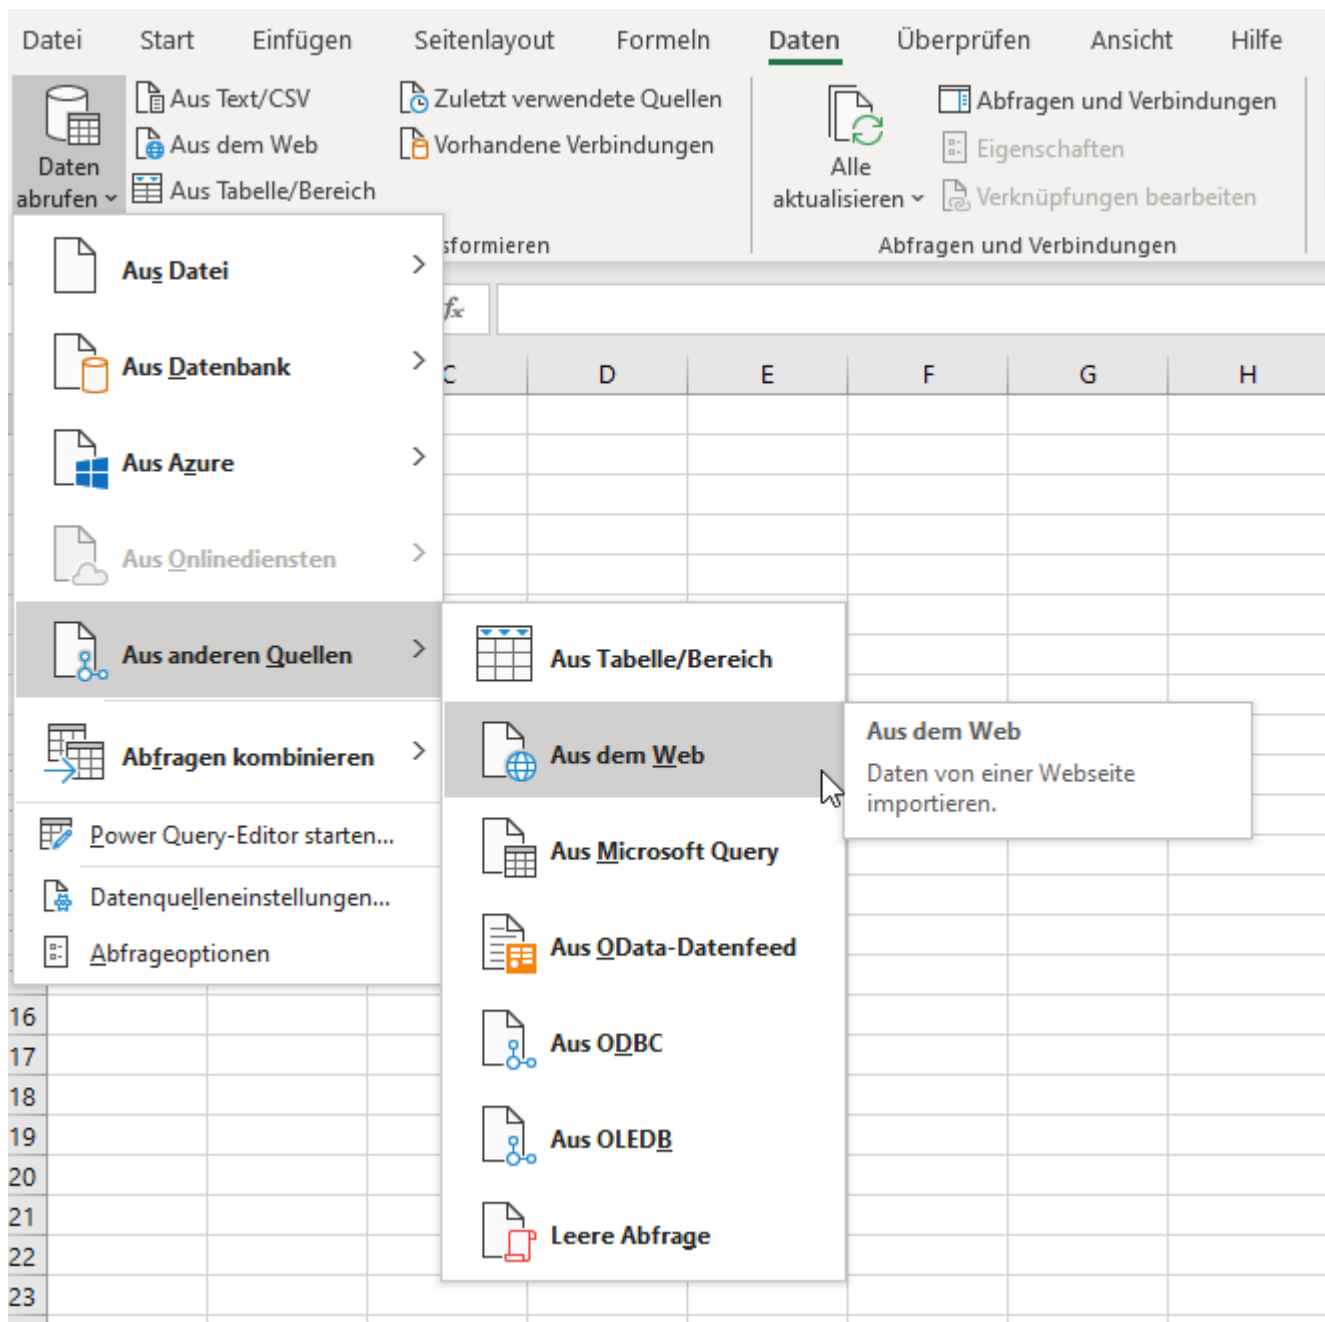 Datei Start Einfügen Seitenlayout Formeln Daten Überprüfen Ansicht Hilfe
Daten abrufen
Aus Text/CSV
Aus dem Web
Aus Tabelle/Bereich
Zuletzt verwendete Quellen
Vorhandene Verbindungen
sformieren
Alle
aktualisieren
Abfragen und Verbindungen
Eigenschaften
Verknüpfungen bearbeiten
Abfragen und Verbindungen
fx
C D E F G H
Aus Datei
Aus Datenbank
Aus Azure
Aus Onlinediensten
Aus anderen Quellen
Abfragen kombinieren
Power Query-Editor starten...
Datenquelleneinstellungen...
Abfrageoptionen
Aus Tabelle/Bereich
Aus dem Web
Aus Microsoft Query
Aus OData-Datenfeed
Aus ODBC
Aus OLEDB
Leere Abfrage
Aus dem Web
Daten von einer Webseite
importieren.
16
17
18
19
20
21
22
23